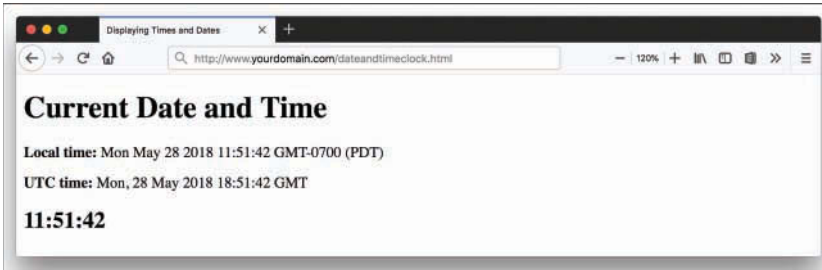 Displaying Times and Dates
http://www.yourdomain.com/dateandtimeclock.html
120%
Current Date and Time
Local time: Mon May 28 2018 11:51:42 GMT-0700 (PDT)
UTC time: Mon, 28 May 2018 18:51:42 GMT
11:51:42